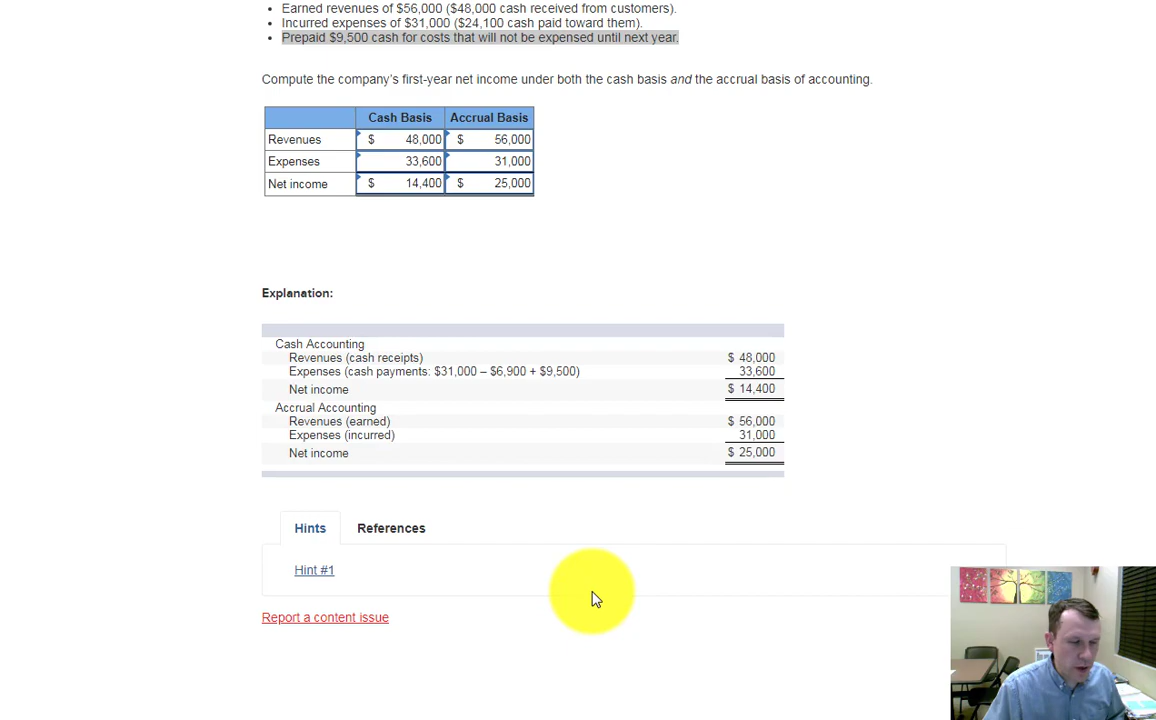 • Earned revenues of $56,000 ($48,000 cash received from customers).
• Incurred expenses of $31,000 ($24,100 cash paid toward them).
• Prepaid $9,500 cash for costs that will not be expensed until next year.
Compute the company's first-year net income under both the cash basis and the accrual basis of accounting.
Cash Basis Accrual Basis
Revenues $ 48,000 $ 56,000
Expenses 33,600 31,000
Net income $ 14,400 $ 25,000
Explanation:
Cash Accounting
Revenues (cash receipts) $ 48,000
Expenses (cash payments: $31,000 – $6,900 + $9,500) 33,600
Net income $ 14,400
Accrual Accounting
Revenues (earned) $ 56,000
Expenses (incurred) 31,000
Net income $ 25,000
Hints References
Hint #1
Report a content issue